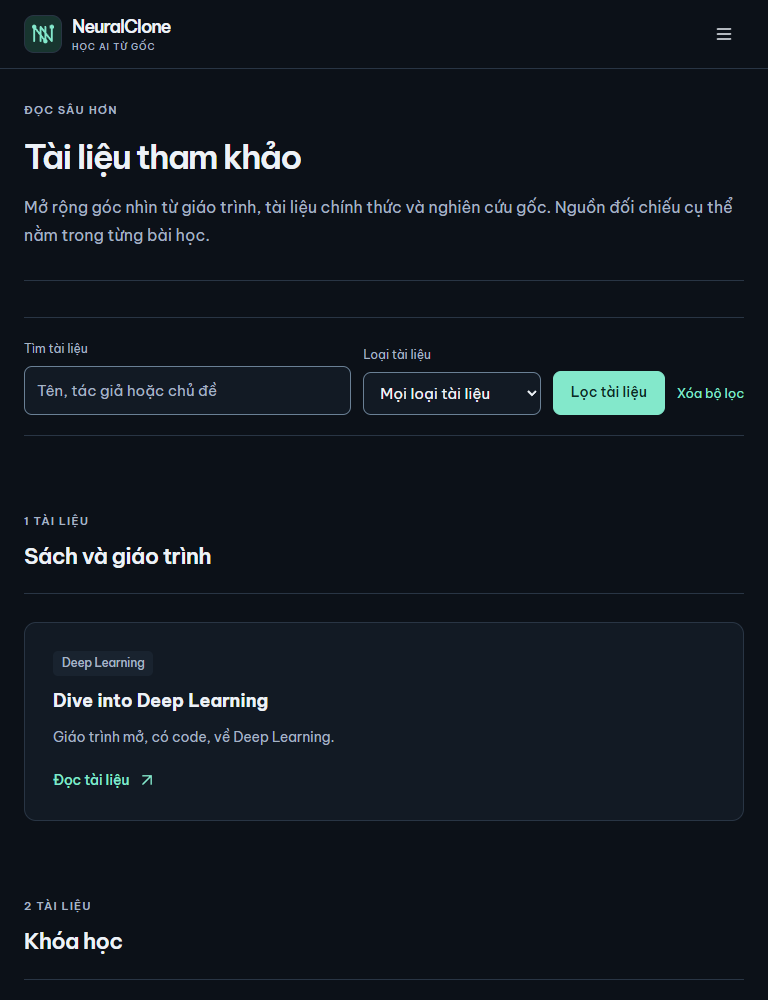 NeuralClone
HỌC AI TỪ GỐC
ĐỌC SÂU HƠN
Tài liệu tham khảo
Mở rộng góc nhìn từ giáo trình, tài liệu chính thức và nghiên cứu gốc. Nguồn đối chiếu cụ thể
nằm trong từng bài học.
Tìm tài liệu
Loại tài liệu
Tên, tác giả hoặc chủ đề
Mọi loại tài liệu
Lọc tài liệu
Xóa bộ lọc
1 TÀI LIỆU
Sách và giáo trình
Deep Learning
Dive into Deep Learning
Giáo trình mở, có code, về Deep Learning.
Đọc tài liệu
2 TÀI LIỆU
Khóa học